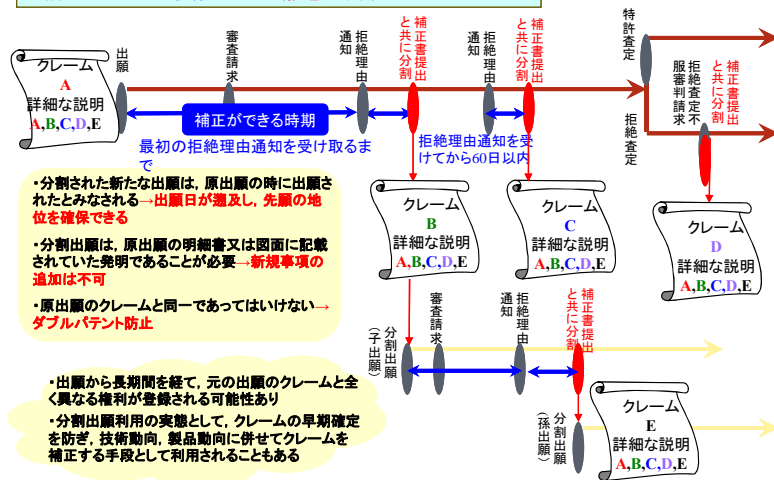 クレーム
A
詳細な説明
A,B,C,D,E
出願
審査請求
拒絶理由
通知
補正書提出
と共に分割
拒絶理由
通知
補正書提出
と共に分割
特許査定
拒絶査定
拒絶査定不
服審判請求
補正書提出
と共に分割
補正ができる時期
最初の拒絶理由通知を受け取るま
で
拒絶理由通知を受
けてから60日以内
・分割された新たな出願は，原出願の時に出願さ
れたとみなされる→出願日が遡及し，先願の地
位を確保できる
・分割出願は，原出願の明細書又は図面に記載
されていた発明であることが必要→新規事項の
追加は不可
・原出願のクレームと同一であってはいけない→
ダブルパテント防止
クレーム
B
詳細な説明
A,B,C,D,E
クレーム
C
詳細な説明
A,B,C,D,E
クレーム
D
詳細な説明
A,B,C,D,E
分割出願
（子出願）
審査請求
拒絶理由
通知
補正書提出
と共に分割
・出願から長期間を経て，元の出願のクレームと全
く異なる権利が登録される可能性あり
・分割出願利用の実態として，クレームの早期確定
を防ぎ，技術動向，製品動向に併せてクレームを
補正する手段として利用されることもある
分割出願
（孫出願）
クレーム
E
詳細な説明
A,B,C,D,E